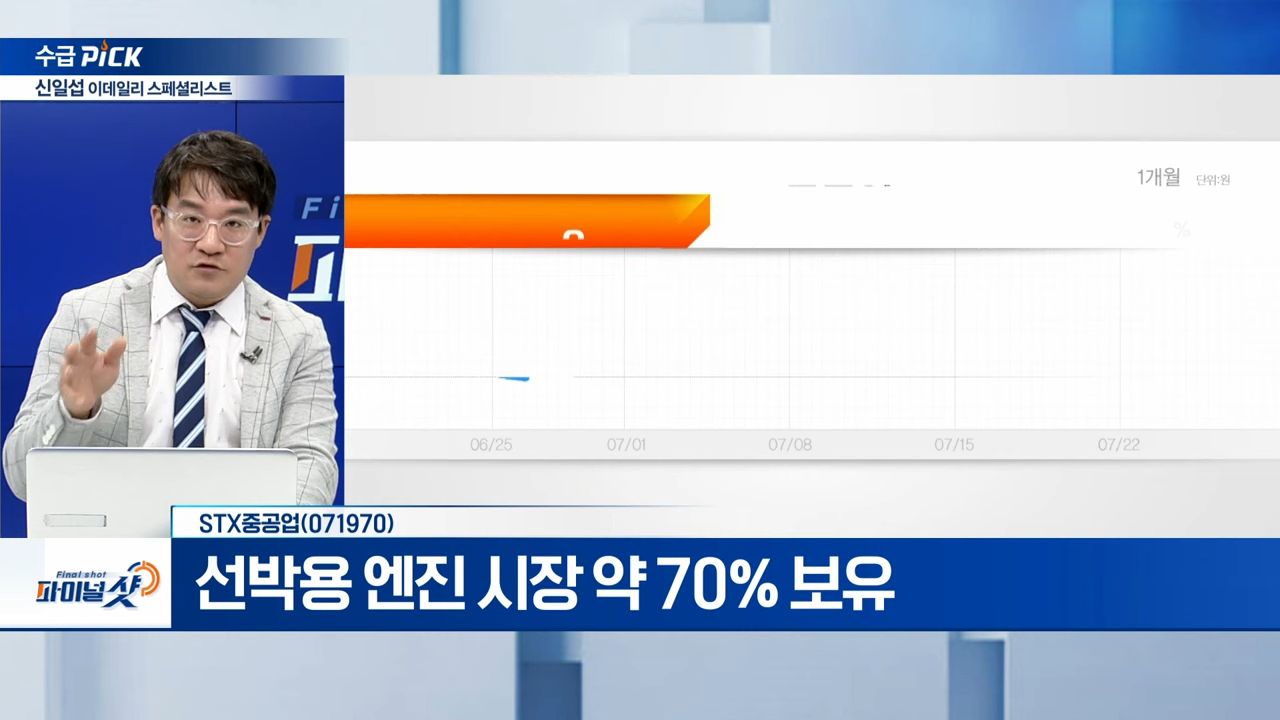 수급 PiCK
신일섭 이데일리 스페셜리스트
1개월 단위:원
%
Fi
파
06/25 07/01 07/08 07/15 07/22
STX중공업(071970)
Final shot
파이널샷
선박용 엔진 시장 약 70% 보유